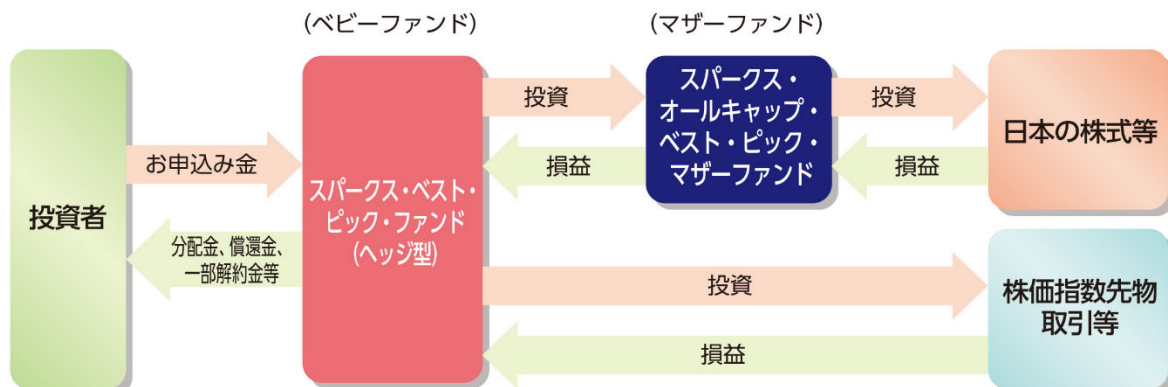 (ベビーファンド)
(マザーファンド)
投資者
お申込み金
分配金、償還金、
一部解約金等
スパークス・ベスト・
ピック・ファンド
(ヘッジ型)
投資
損益
スパークス・
オールキャップ・
ベスト・ピック・
マザーファンド
投資
損益
日本の株式等
投資
損益
株価指数先物
取引等